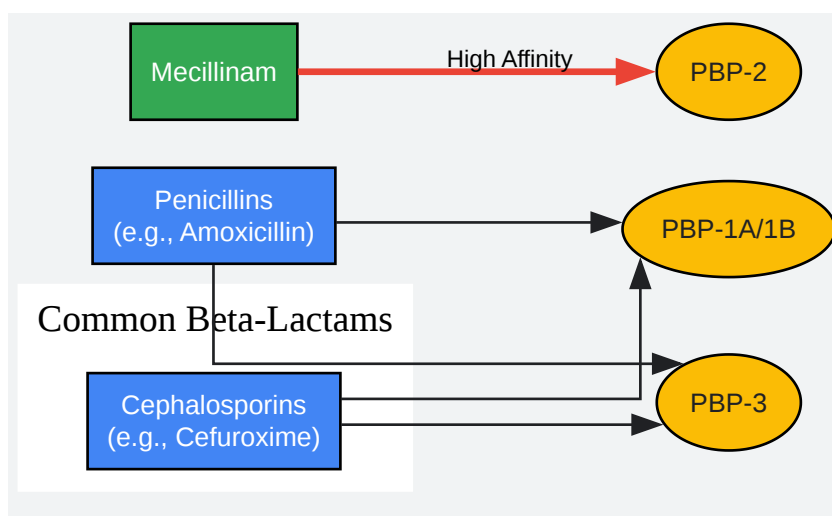 Mecillinam
High Affinity
PBP-2
Penicillins
(e.g., Amoxicillin)
PBP-1A/1B
Common Beta-Lactams
Cephalosporins
(e.g., Cefuroxime)
PBP-3